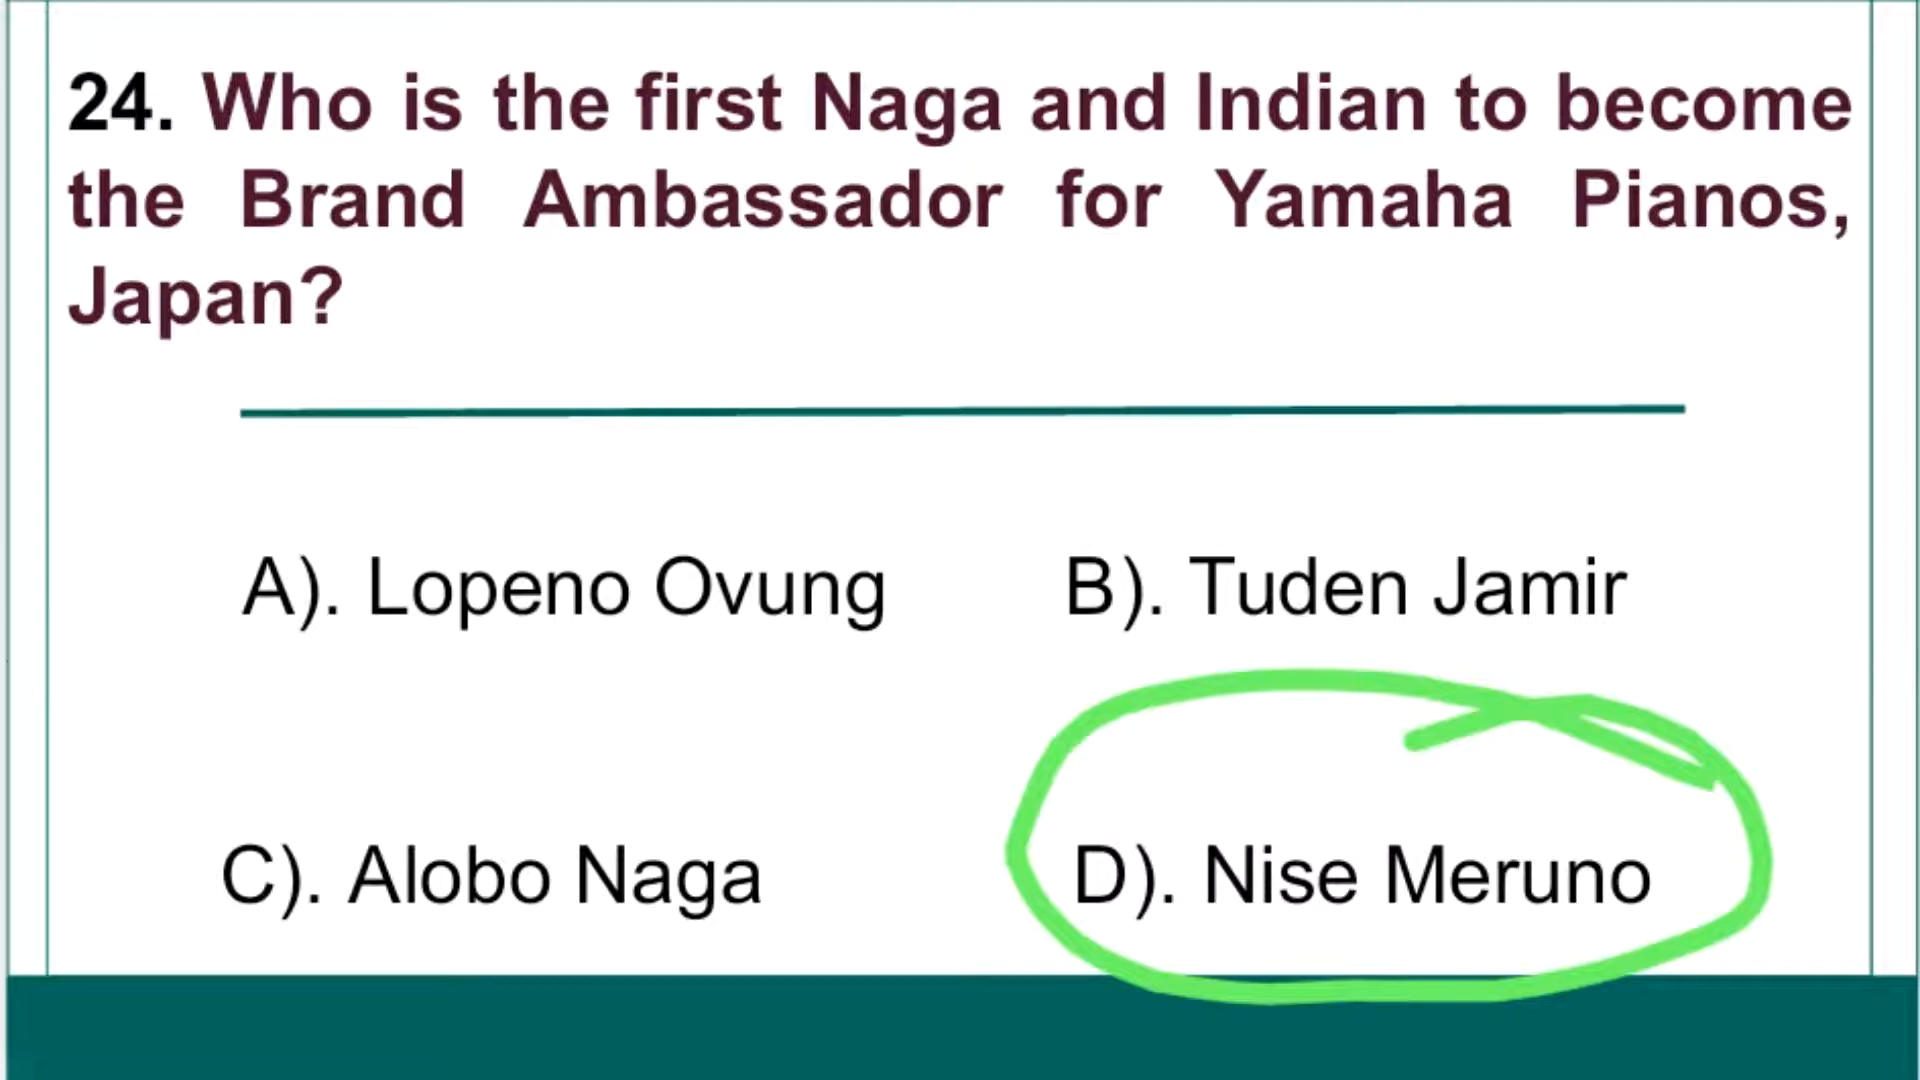 24. Who is the first Naga and Indian to become
the Brand Ambassador for Yamaha Pianos,
Japan?
A). Lopeno Ovung B). Tuden Jamir
C). Alobo Naga D). Nise Meruno